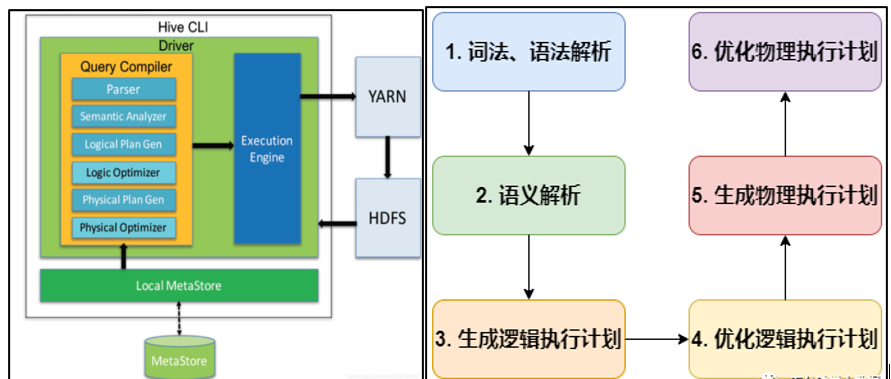 Hive CLI
Driver
Query Compiler
Parser
Semantic Analyzer
Logical Plan Gen
Logic Optimizer
Physical Plan Gen
Physical Optimizer
Execution
Engine
YARN
HDFS
Local MetaStore
MetaStore
1. 词法、语法解析
6. 优化物理执行计划
2. 语义解析
5. 生成物理执行计划
3. 生成逻辑执行计划
4. 优化逻辑执行计划